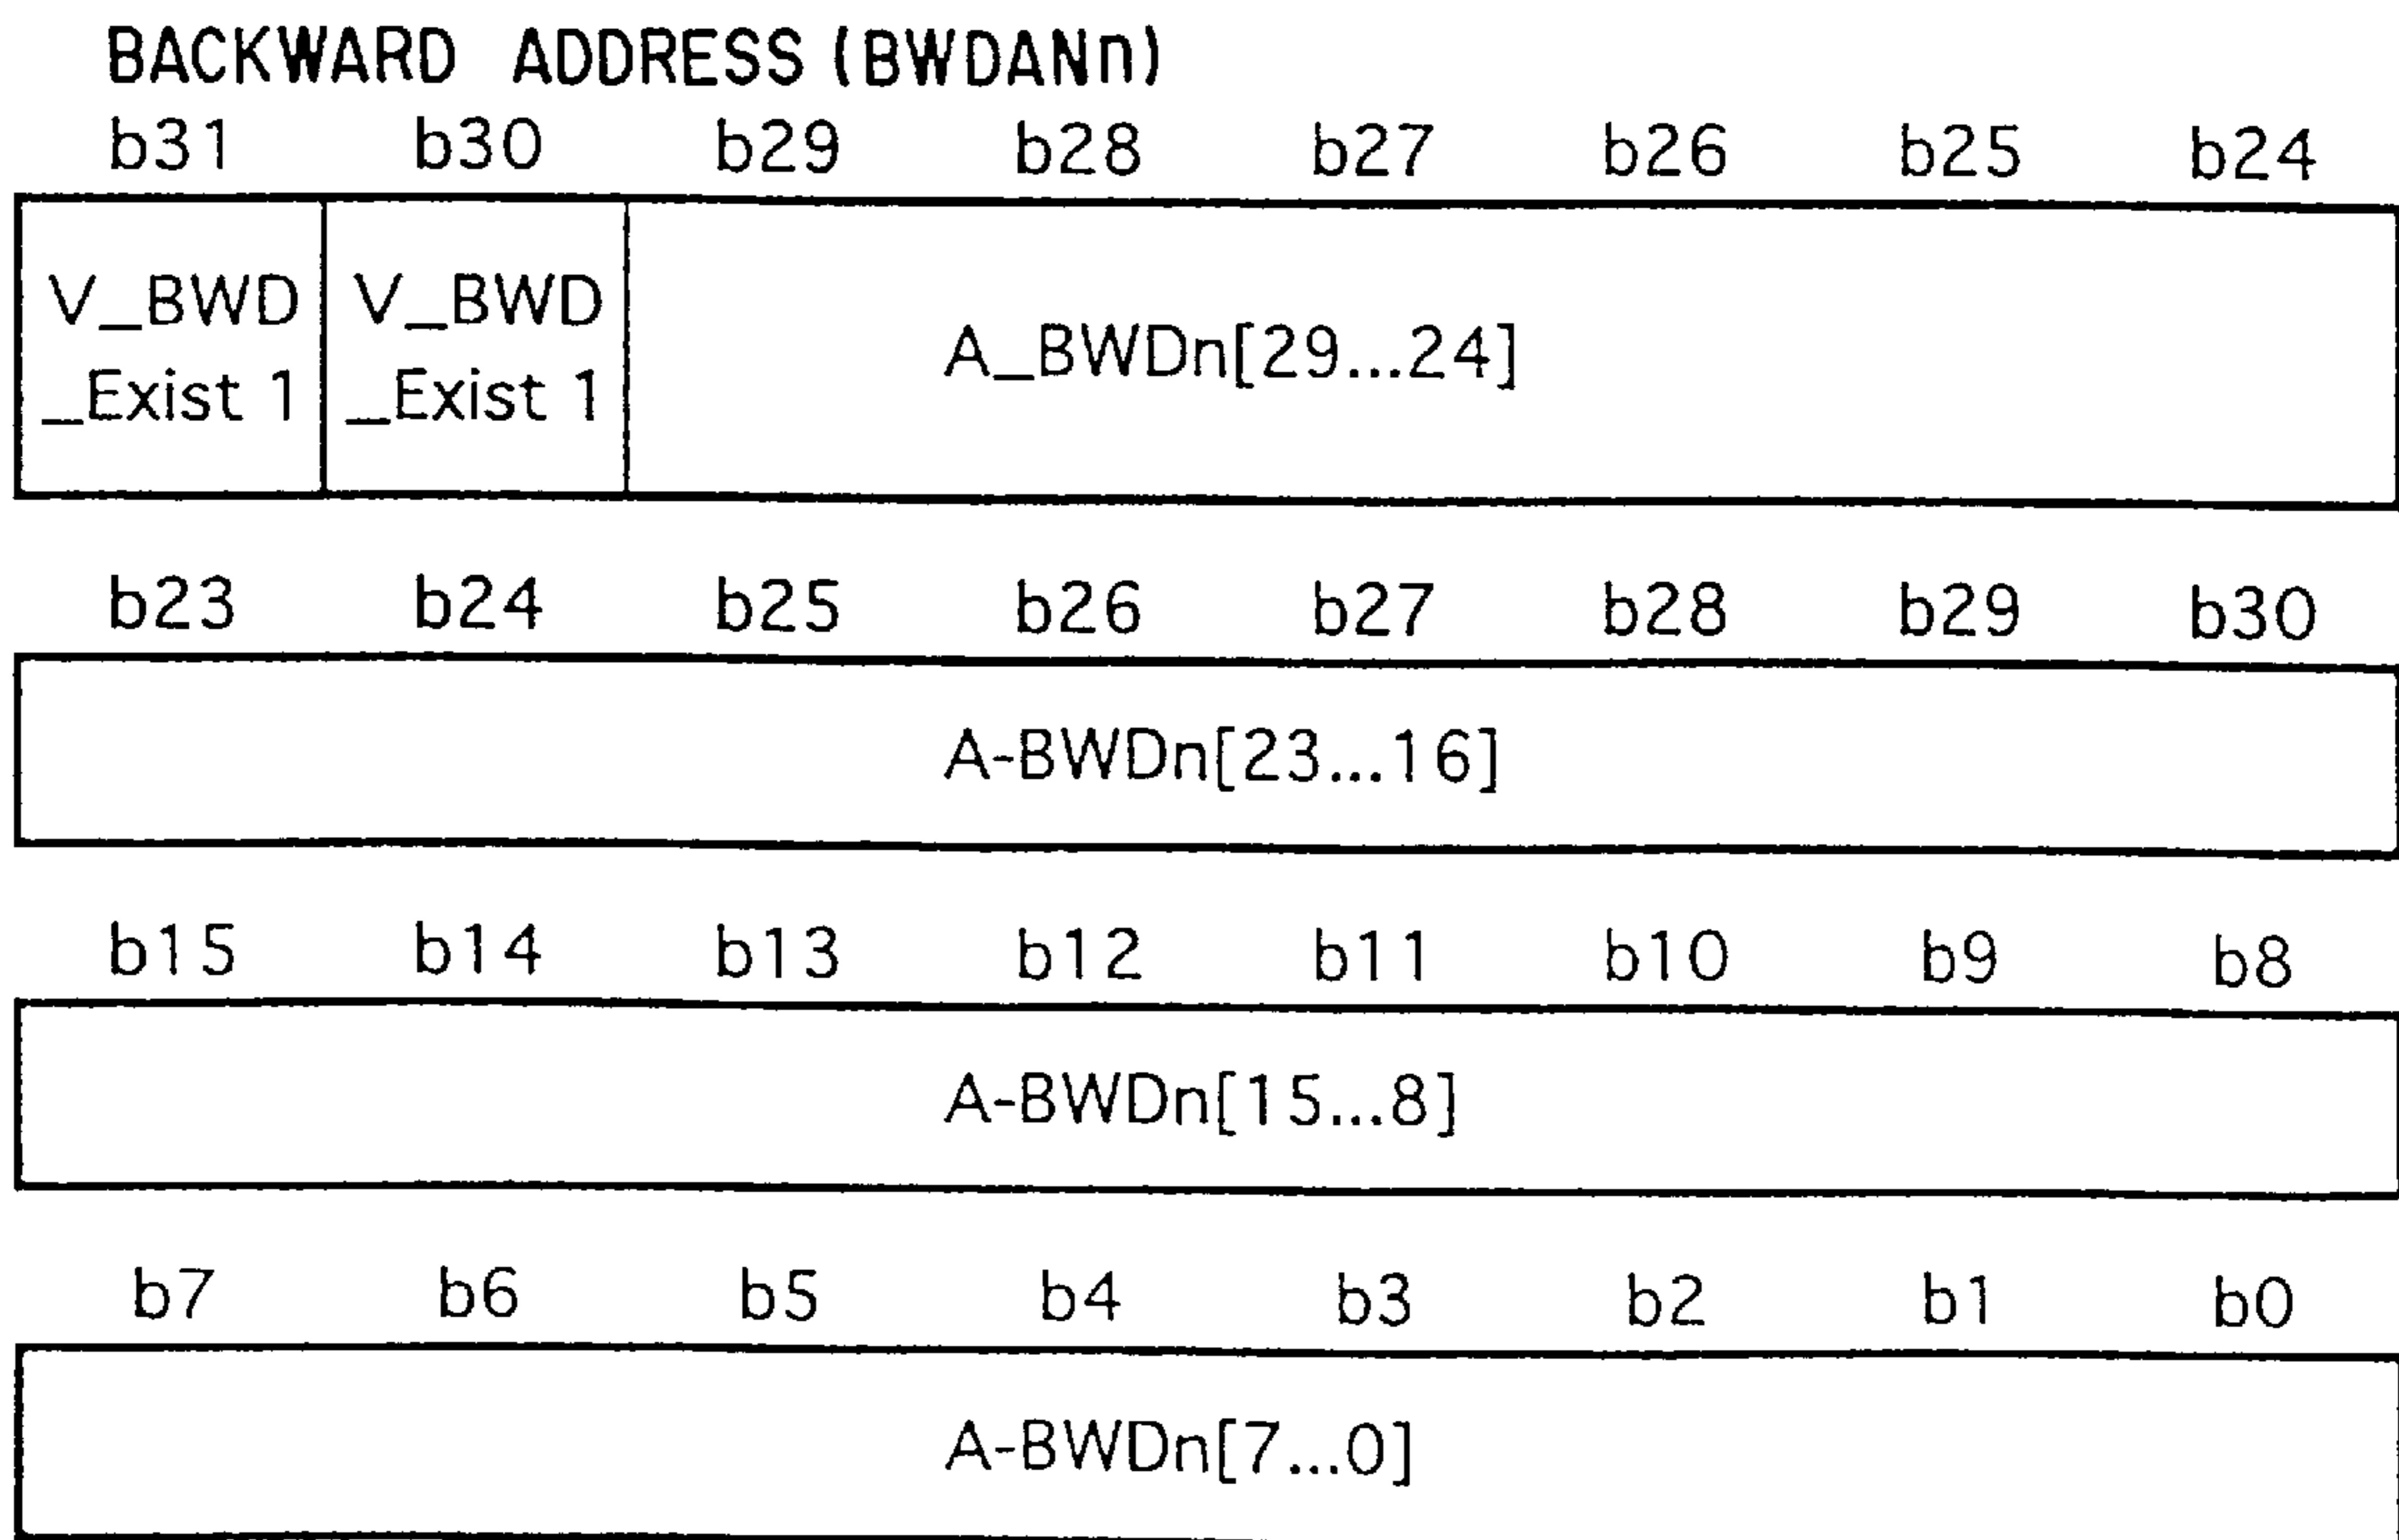 BACKWARD ADDRESS (BWDANn)
b31 b30 b29 b28 b27 b26 b25 b24
V_BWD V_BWD
A_BWDn[29...24]
_Exist 1 _Exist 1
b23 b24 b25 b26 b27 b28 b29 b30
A-BWDn[23...16]
b15 b14 b13 b12 b11 b10 b9 b8
A-BWDn[15...8]
b7 b6 b5 b4 b3 b2 b1 b0
A-BWDn[7...0]